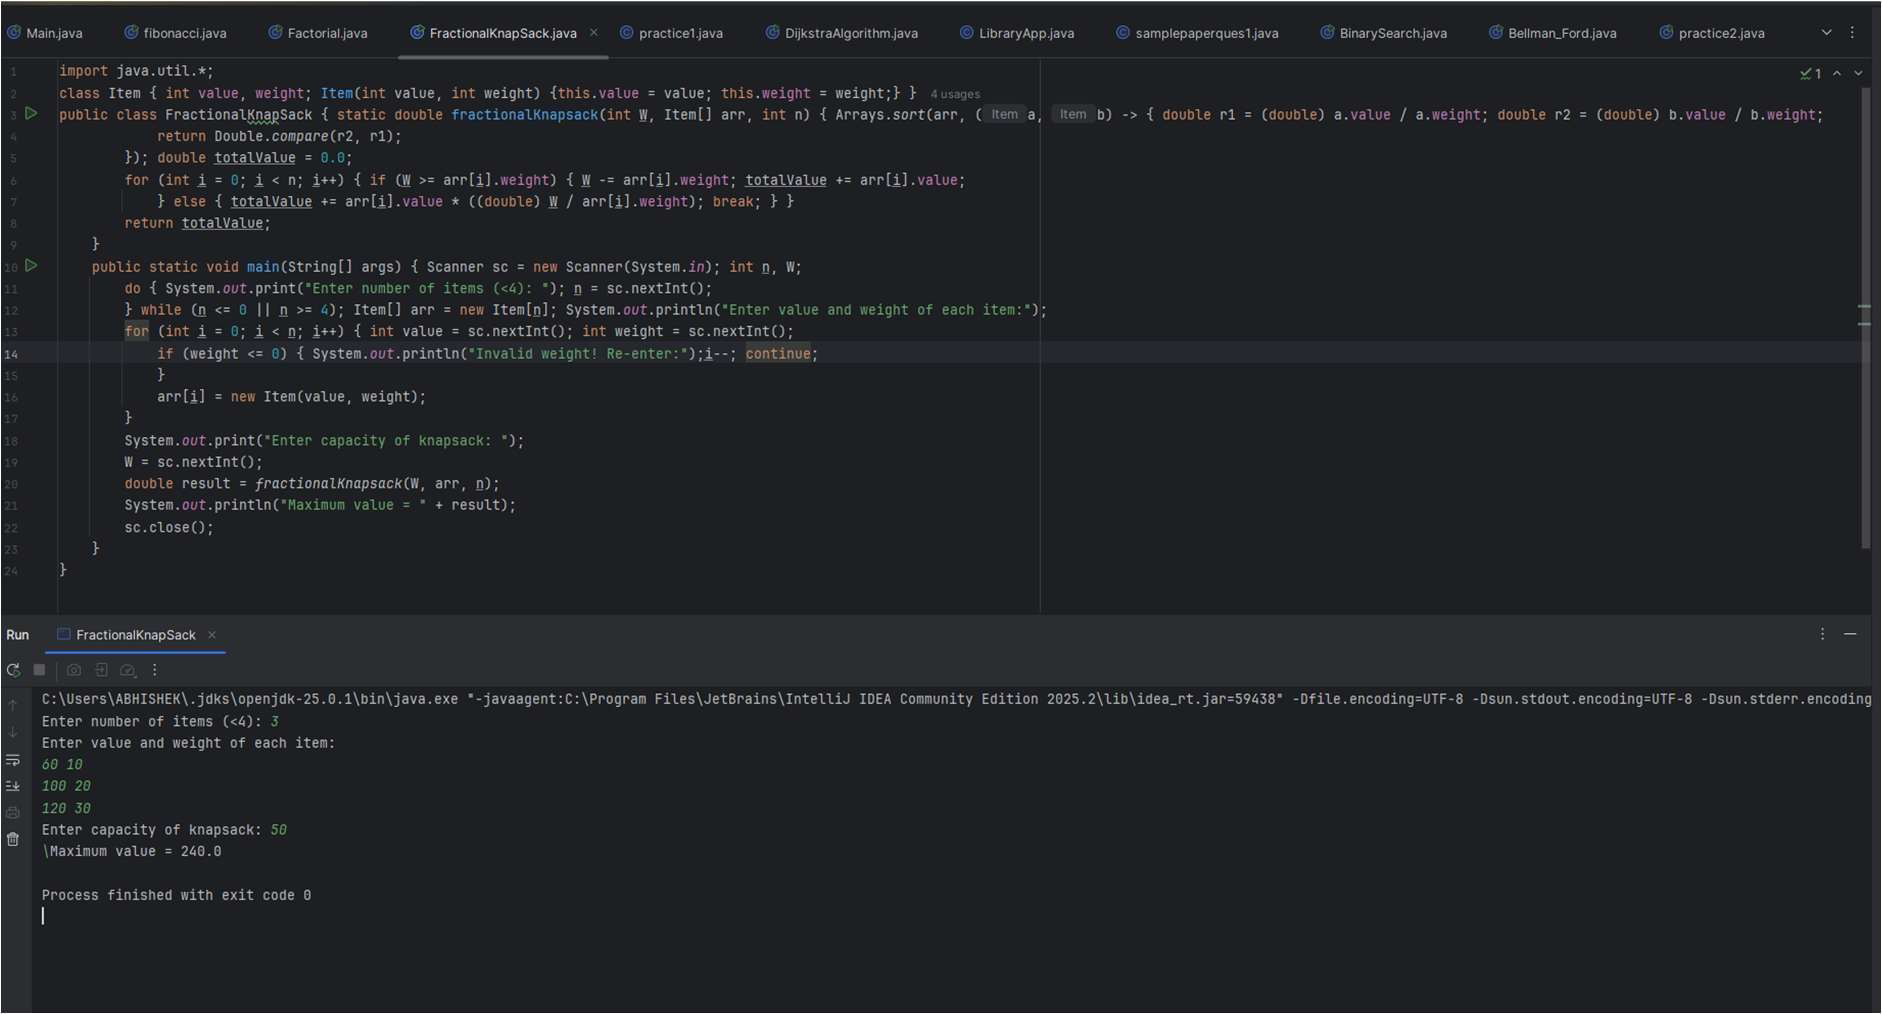 Main.java fibonacci.java Factorial.java FractionalKnapSack.java practice1.java DijkstraAlgorithm.java LibraryApp.java samplepaperques1.java BinarySearch.java Bellman_Ford.java practice2.java
1 import java.util.*; 1
2 class Item { int value, weight; Item(int value, int weight) {this.value = value; this.weight = weight;} } 4 usages
3 public class FractionalKnapSack { static double fractionalKnapsack(int W, Item[] arr, int n) { Arrays.sort(arr, ( Item a, Item b) -> { double r1 = (double) a.value / a.weight; double r2 = (double) b.value / b.weight;
4 return Double.compare(r2, r1);
5 }); double totalValue = 0.0;
6 for (int i = 0; i < n; i++) { if (W >= arr[i].weight) { W -= arr[i].weight; totalValue += arr[i].value;
7 } else { totalValue += arr[i].value * ((double) W / arr[i].weight); break; } }
8 return totalValue;
9 }
10 public static void main(String[] args) { Scanner sc = new Scanner(System.in); int n, W;
11 do { System.out.print("Enter number of items (<4): "); n = sc.nextInt();
12 } while (n <= 0 || n >= 4); Item[] arr = new Item[n]; System.out.println("Enter value and weight of each item:");
13 for (int i = 0; i < n; i++) { int value = sc.nextInt(); int weight = sc.nextInt();
14 if (weight <= 0) { System.out.println("Invalid weight! Re-enter:");i--; continue;
15 }
16 arr[i] = new Item(value, weight);
17 }
18 System.out.print("Enter capacity of knapsack: ");
19 W = sc.nextInt();
20 double result = fractionalKnapsack(W, arr, n);
21 System.out.println("Maximum value = " + result);
22 sc.close();
23 }
24 }
Run FractionalKnapSack
C:\Users\ABHISHEK\.jdks\openjdk-25.0.1\bin\java.exe "-javaagent:C:\Program Files\JetBrains\IntelliJ IDEA Community Edition 2025.2\lib\idea_rt.jar=59438" -Dfile.encoding=UTF-8 -Dsun.stdout.encoding=UTF-8 -Dsun.stderr.encoding
Enter number of items (<4): 3
Enter value and weight of each item:
60 10
100 20
120 30
Enter capacity of knapsack: 50
\Maximum value = 240.0
Process finished with exit code 0